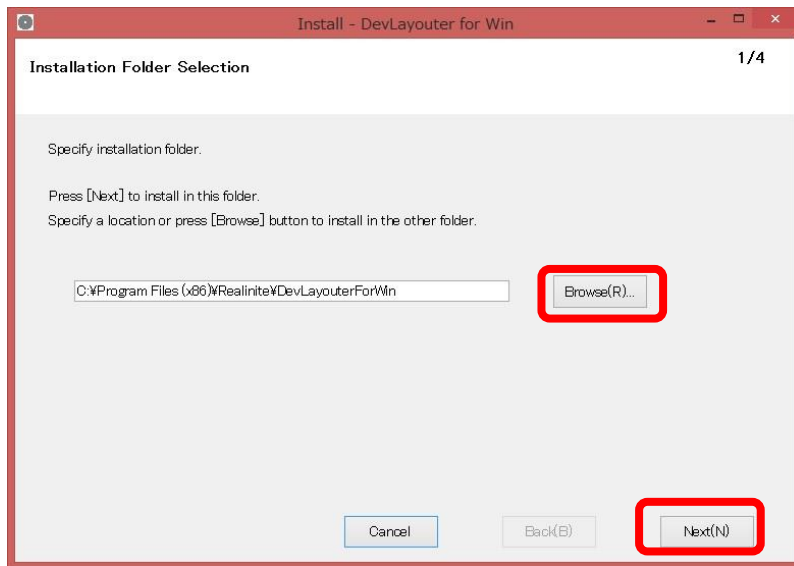 Install - DevLayouter for Win
Installation Folder Selection
1/4
Specify installation folder.
Press [Next] to install in this folder.
Specify a location or press [Browse] button to install in the other folder.
C:¥Program Files (x86)¥Realinite¥DevLayouterForWin
Browse(R)...
Cancel
Back(B)
Next(N)